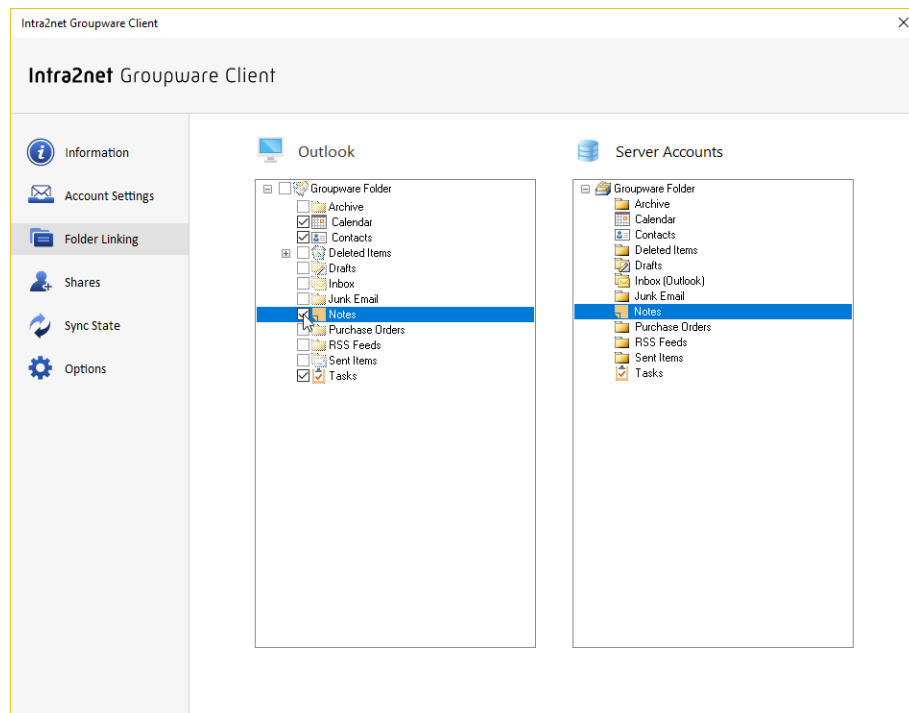 Intra2net Groupware Client
Intra2net Groupware Client
Information
Account Settings
Folder Linking
Shares
Sync State
Options
Outlook
Groupware Folder
Archive
Calendar
Contacts
Deleted Items
Drafts
Inbox
Junk Email
Notes
Purchase Orders
RSS Feeds
Sent Items
Tasks
Server Accounts
Groupware Folder
Archive
Calendar
Contacts
Deleted Items
Drafts
Inbox (Outlook)
Junk Email
Notes
Purchase Orders
RSS Feeds
Sent Items
Tasks